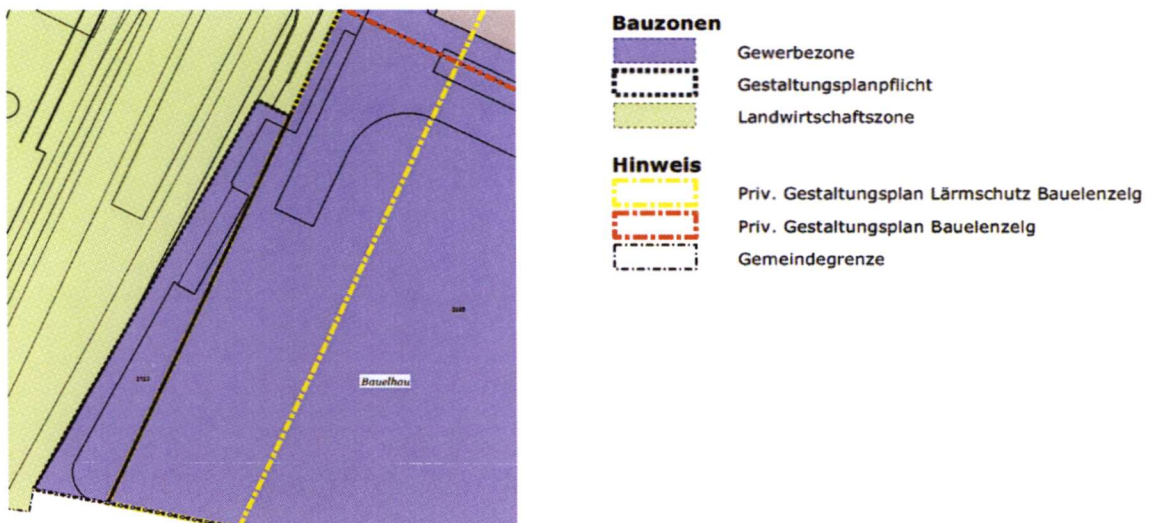 Bauelhau
Bauzonen
Gewerbezone
Gestaltungsplanpflicht
Landwirtschaftszone
Hinweis
Priv. Gestaltungsplan Lärmschutz Bauelenzelg
Priv. Gestaltungsplan Bauelenzelg
Gemeindegrenze